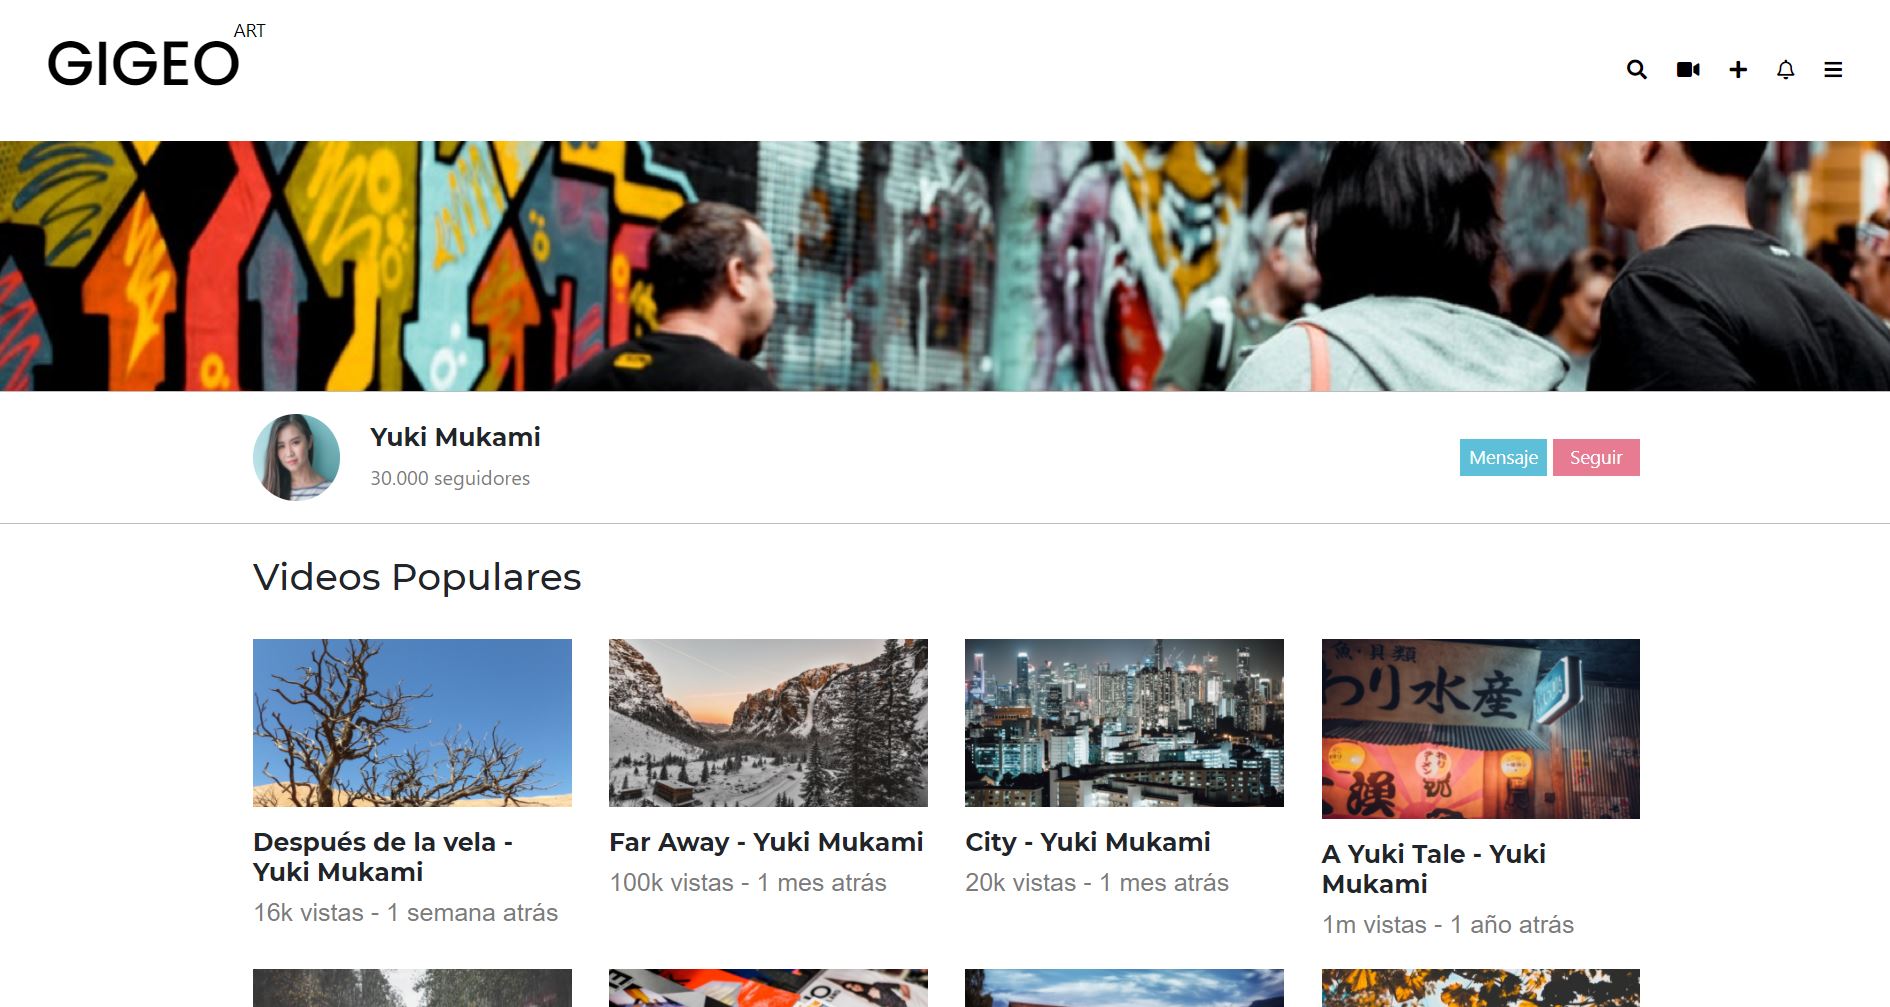 GIGEO ART
Yuki Mukami
30.000 seguidores
Mensaje
Seguir
Videos Populares
魚・貝類
わり水産
Después de la vela -
Yuki Mukami
16k vistas - 1 semana atrás
Far Away - Yuki Mukami
100k vistas - 1 mes atrás
City - Yuki Mukami
20k vistas - 1 mes atrás
A Yuki Tale - Yuki
Mukami
1m vistas - 1 año atrás